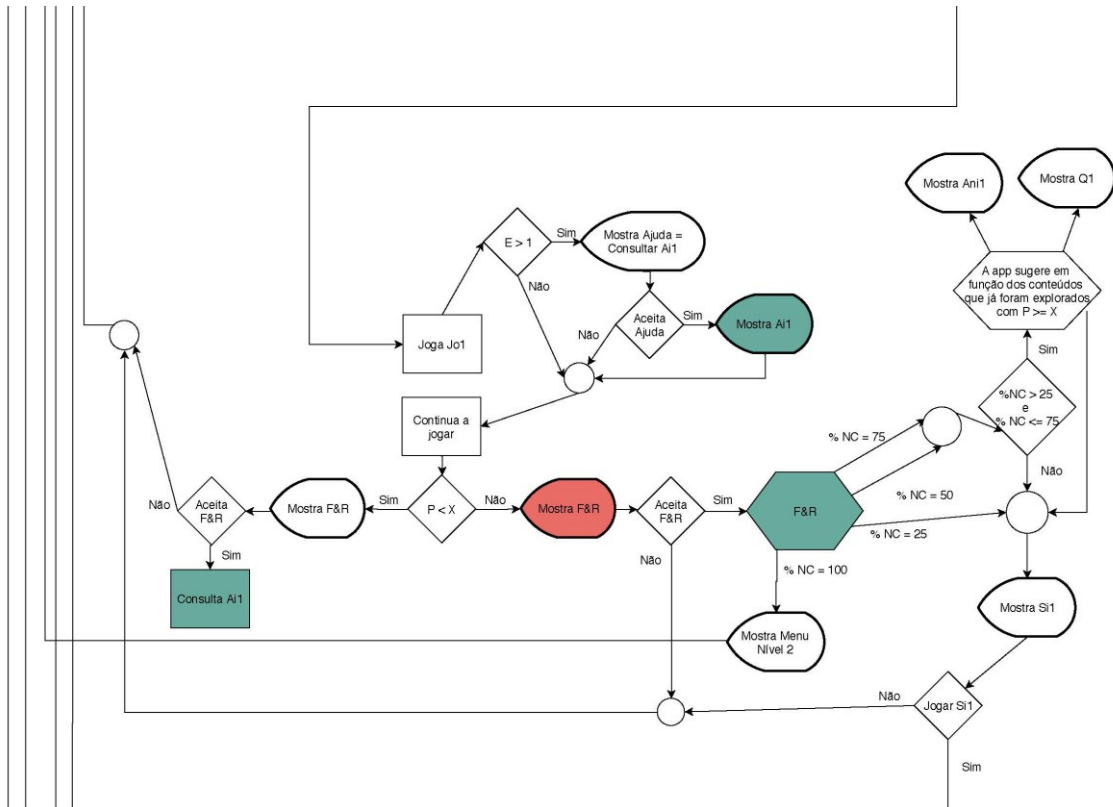 Mostra Ani1
Mostra Q1
E > 1
Sim
Mostra Ajuda =
Consultar Ai1
Não
A app sugere em
função dos conteúdos
que já foram explorados
com P >= X
Joga Jo1
Não
Aceita
Ajuda
Sim
Mostra Ai1
Sim
%NC > 25
e
% NC <= 75
Continua a
jogar
% NC = 75
Não
Não
Aceita
F&R
Mostra F&R
Sim
P < X
Não
Mostra F&R
Aceita
F&R
Sim
F&R
% NC = 50
% NC = 25
Sim
Não
% NC = 100
Consulta Ai1
Mostra Si1
Mostra Menu
Nível 2
Não
Jogar Si1
Sim